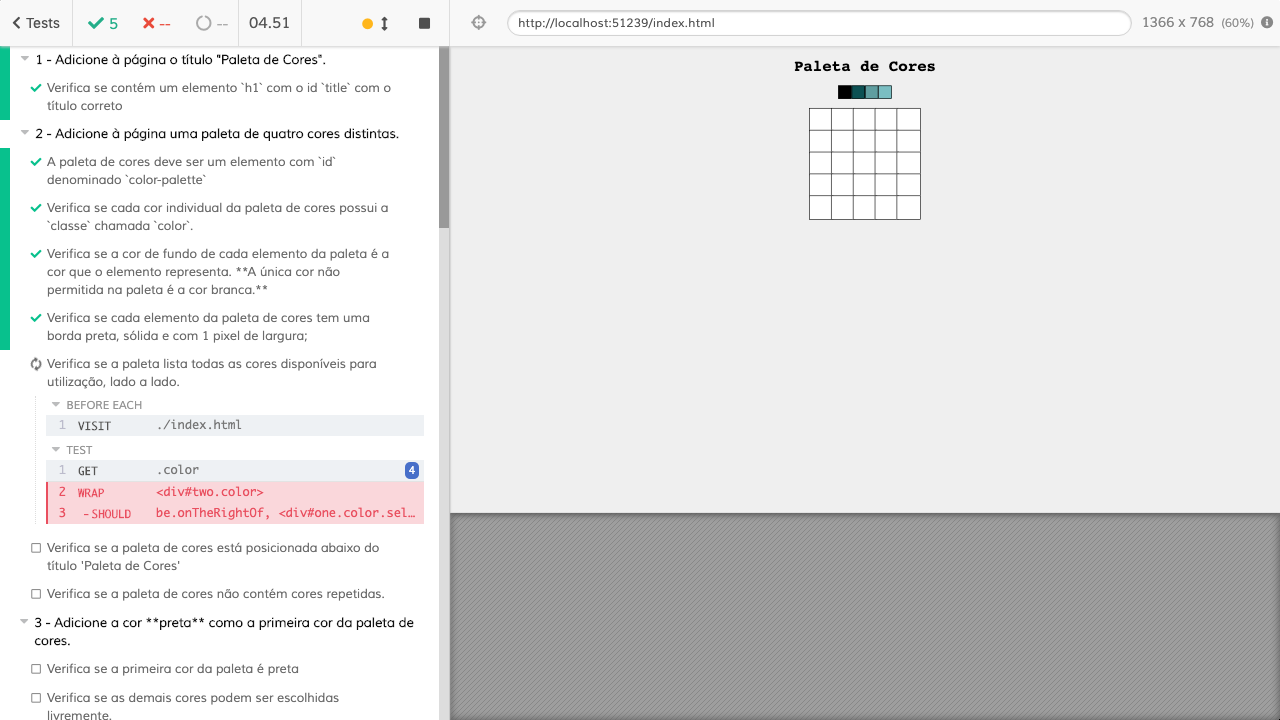 Tests
5
--
--
04.51
http://localhost:51239/index.html
1366 x 768 (60%)
1 - Adicione à página o título "Paleta de Cores".
Verifica se contém um elemento `h1` com o id `title` com o
título correto
2 - Adicione à página uma paleta de quatro cores distintas.
A paleta de cores deve ser um elemento com `id`
denominado `color-palette`
Verifica se cada cor individual da paleta de cores possui a
`classe` chamada `color`.
Verifica se a cor de fundo de cada elemento da paleta é a
cor que o elemento representa. **A única cor não
permitida na paleta é a cor branca.**
Verifica se cada elemento da paleta de cores tem uma
borda preta, sólida e com 1 pixel de largura;
Verifica se a paleta lista todas as cores disponíveis para
utilização, lado a lado.
BEFORE EACH
1 VISIT ./index.html
TEST
1 GET .color 4
2 WRAP <div#two.color>
3 -SHOULD be.onTheRightOf, <div#one.color.sel…
Verifica se a paleta de cores está posicionada abaixo do
título 'Paleta de Cores'
Verifica se a paleta de cores não contém cores repetidas.
3 - Adicione a cor **preta** como a primeira cor da paleta de
cores.
Verifica se a primeira cor da paleta é preta
Verifica se as demais cores podem ser escolhidas
livremente.
Paleta de Cores